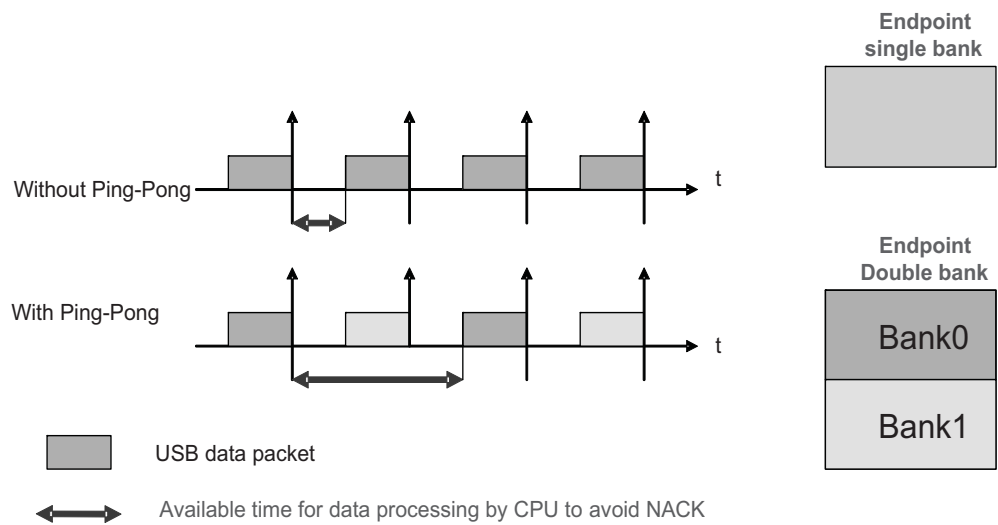 Endpoint
single bank
Without Ping-Pong
t
Endpoint
Double bank
With Ping-Pong
Bank0
t
Bank1
USB data packet
Available time for data processing by CPU to avoid NACK